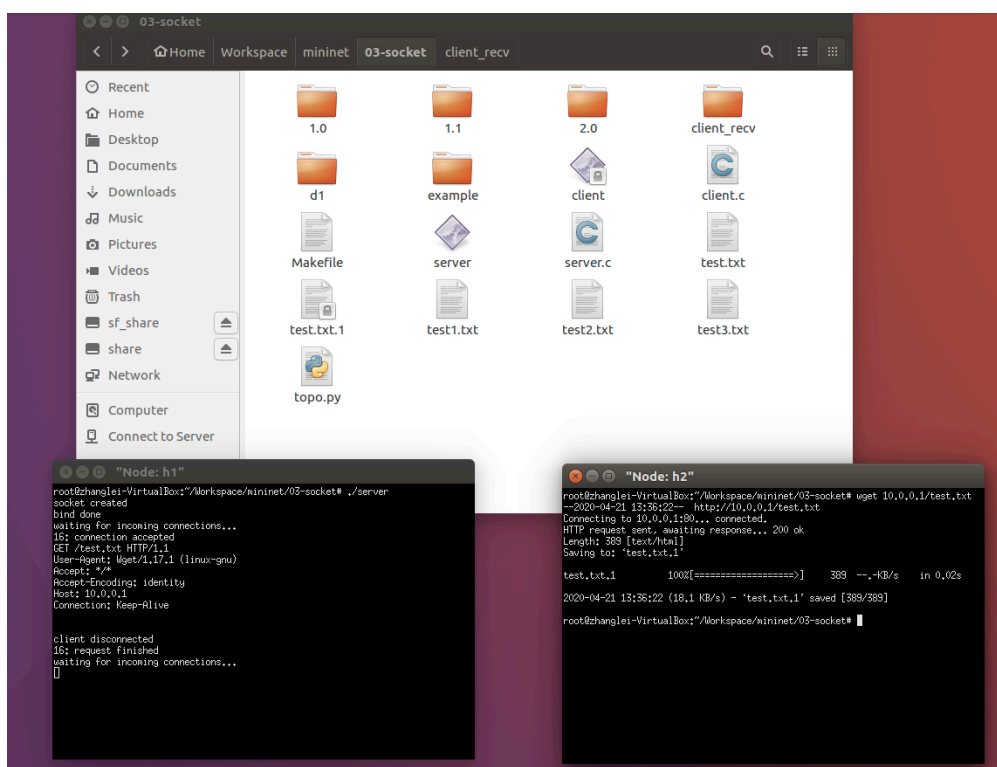 03-socket
Home Workspace mininet 03-socket client_recv
Recent
Home
Desktop
Documents
Downloads
Music
Pictures
Videos
Trash
sf_share
share
Network
Computer
Connect to Server
1.0 1.1 2.0 client_recv
d1 example client client.c
Makefile server server.c test.txt
test.txt.1 test1.txt test2.txt test3.txt
topo.py
"Node: h1"
root@zhanglei-VirtualBox:"/Workspace/mininet/03-socket# ./server
socket created
bind done
waiting for incoming connections...
16: connection accepted
GET /test.txt HTTP/1.1
User-Agent: Wget/1.17.1 (linux-gnu)
Accept: */*
Accept-Encoding: identity
Host: 10.0.0.1
Connection: Keep-Alive
client disconnected
16: request finished
waiting for incoming connections...
"Node: h2"
root@zhanglei-VirtualBox:"/Workspace/mininet/03-socket# wget 10.0.0.1/test.txt
--2020-04-21 13:36:22-- http://10.0.0.1/test.txt
Connecting to 10.0.0.1:80... connected.
HTTP request sent, awaiting response... 200 ok
Length: 389 [text/html]
Saving to: ‘test.txt.1’
test.txt.1 100%[===================>] 389 --.-KB/s in 0.02s
2020-04-21 13:36:22 (18.1 KB/s) - ‘test.txt.1’ saved [389/389]
root@zhanglei-VirtualBox:"/Workspace/mininet/03-socket#